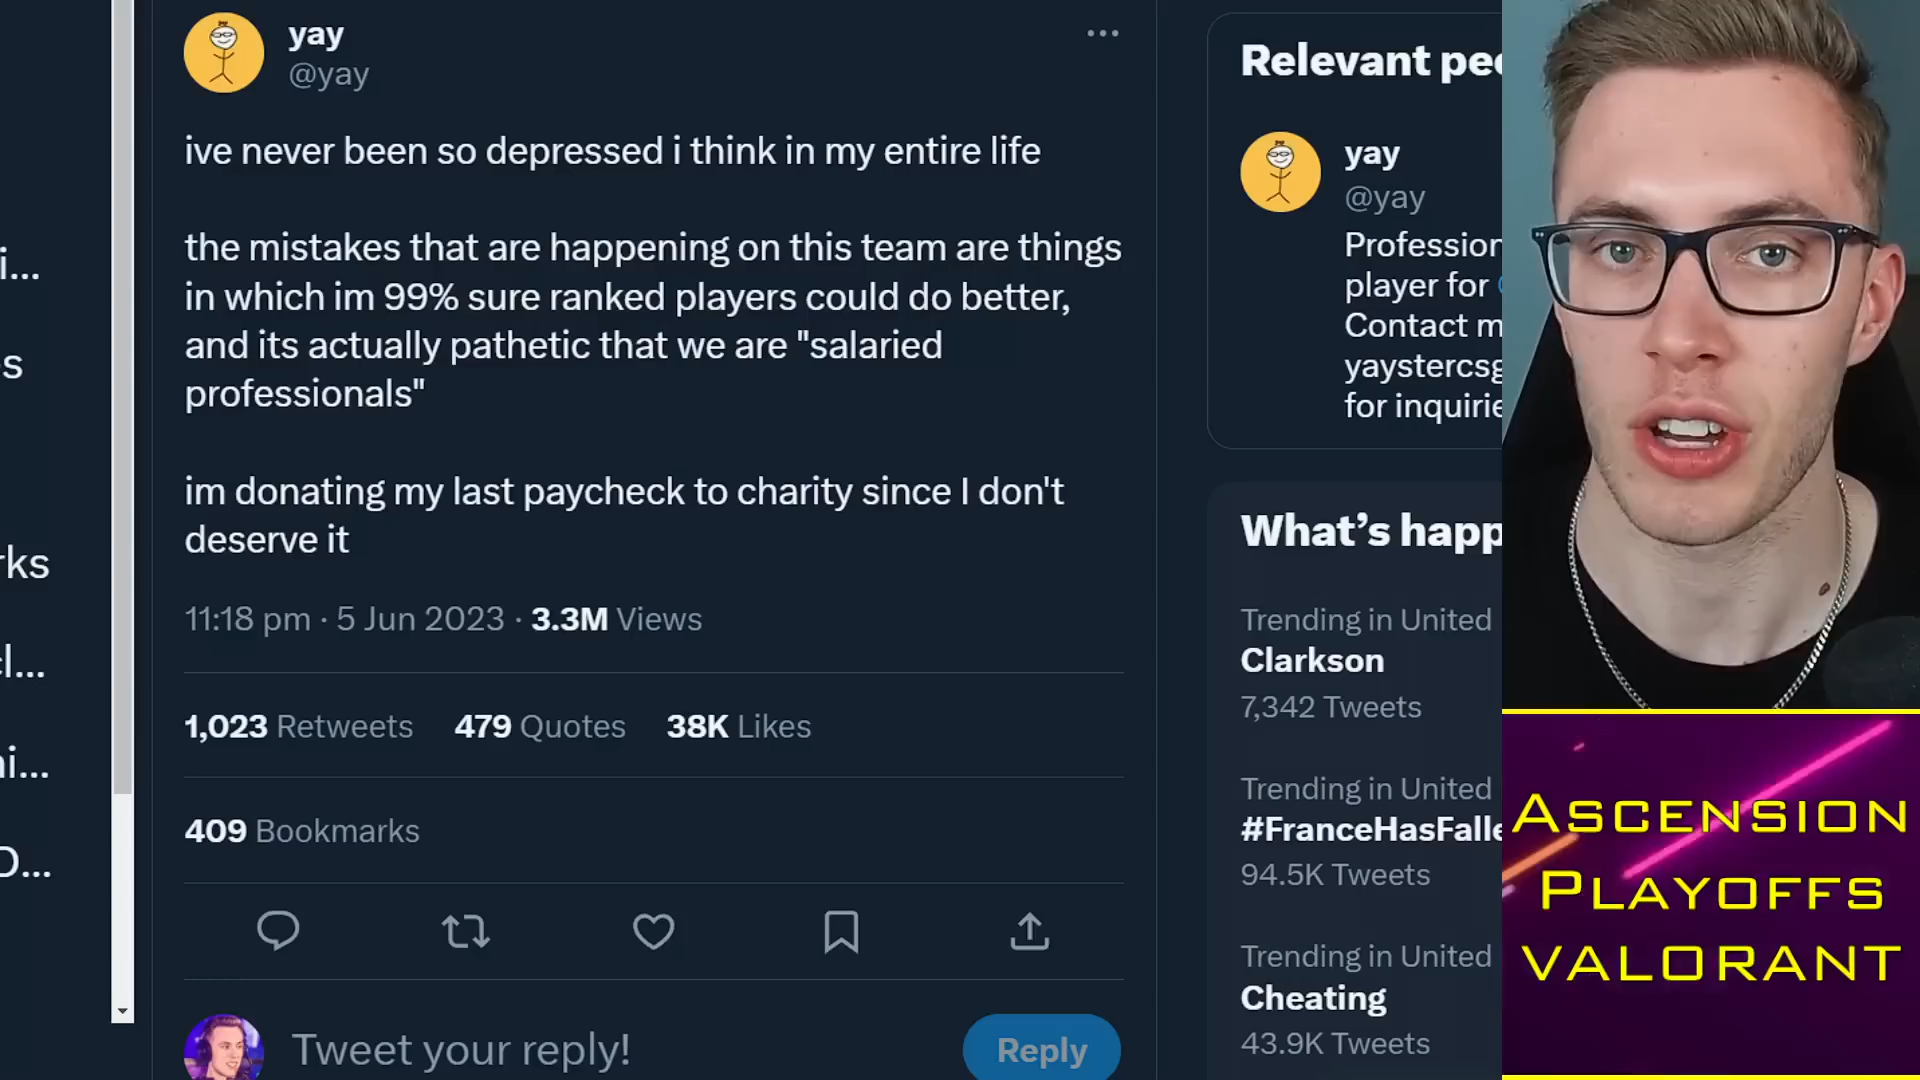 yay
@yay
ive never been so depressed i think in my entire life
the mistakes that are happening on this team are things
in which im 99% sure ranked players could do better,
and its actually pathetic that we are "salaried
professionals"
im donating my last paycheck to charity since I don't
deserve it
11:18 pm · 5 Jun 2023 · 3.3M Views
1,023 Retweets 479 Quotes 38K Likes
409 Bookmarks
Tweet your reply!
Reply
i...
s
rks
cl...
ni...
D...
Relevant peo
yay
@yay
Profession
player for
Contact m
yaystercsg
for inquirie
What's happ
Trending in United
Clarkson
7,342 Tweets
Trending in United
#FranceHasFalle
94.5K Tweets
Trending in United
Cheating
43.9K Tweets
ASCENSION
PLAYOFFS
VALORANT